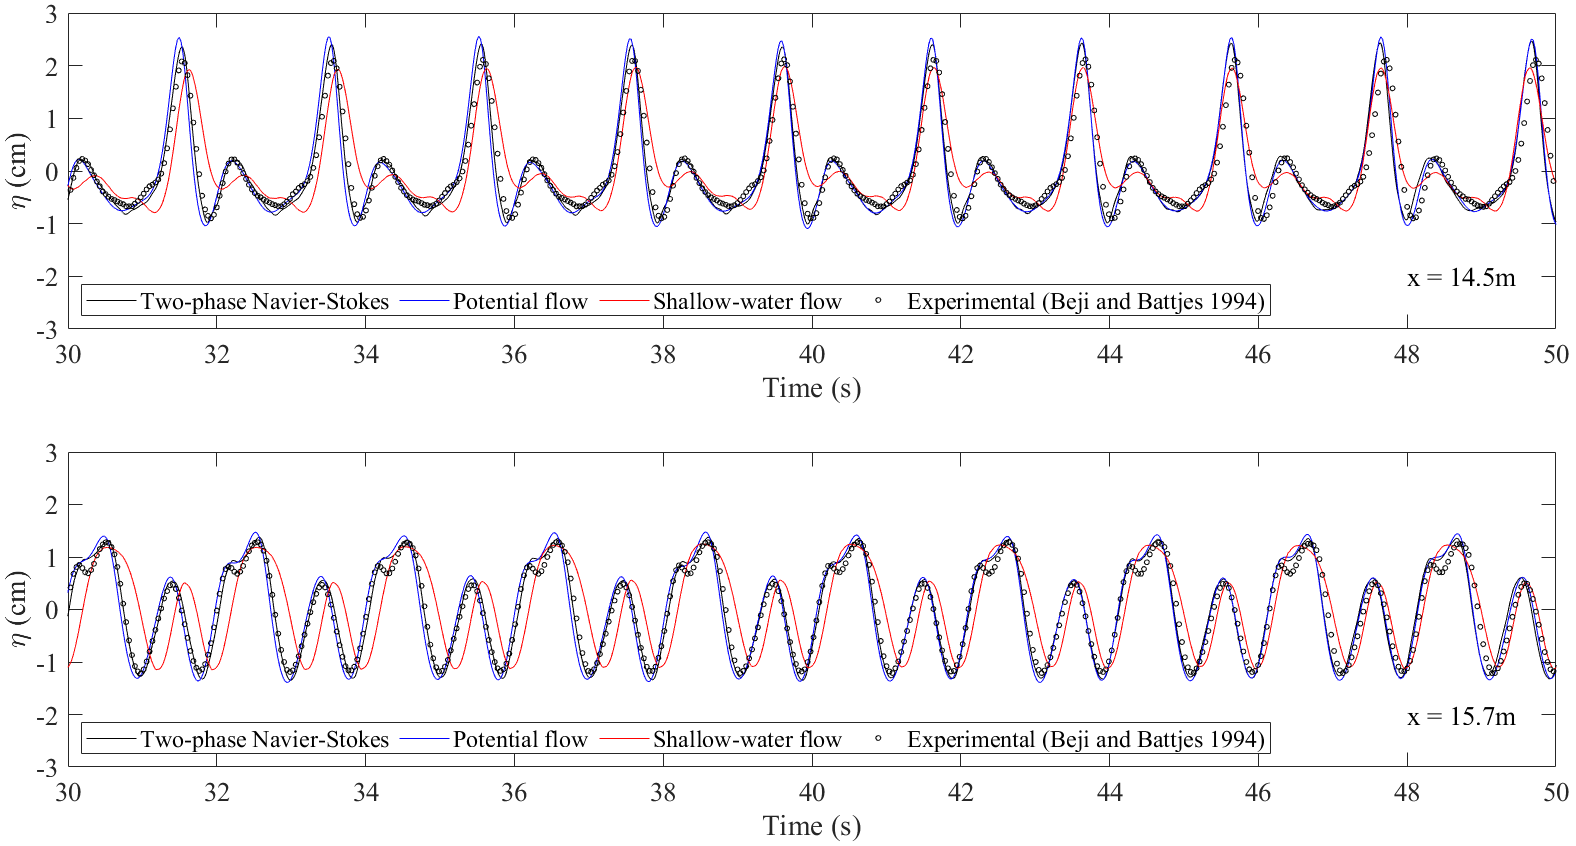 3
2
1
0
-1
-2
-3
η (cm)
x = 14.5m
Two-phase Navier-Stokes Potential flow Shallow-water flow Experimental (Beji and Battjes 1994)
30 32 34 36 38 40 42 44 46 48 50
Time (s)
3
2
1
0
-1
-2
-3
η (cm)
x = 15.7m
Two-phase Navier-Stokes Potential flow Shallow-water flow Experimental (Beji and Battjes 1994)
30 32 34 36 38 40 42 44 46 48 50
Time (s)